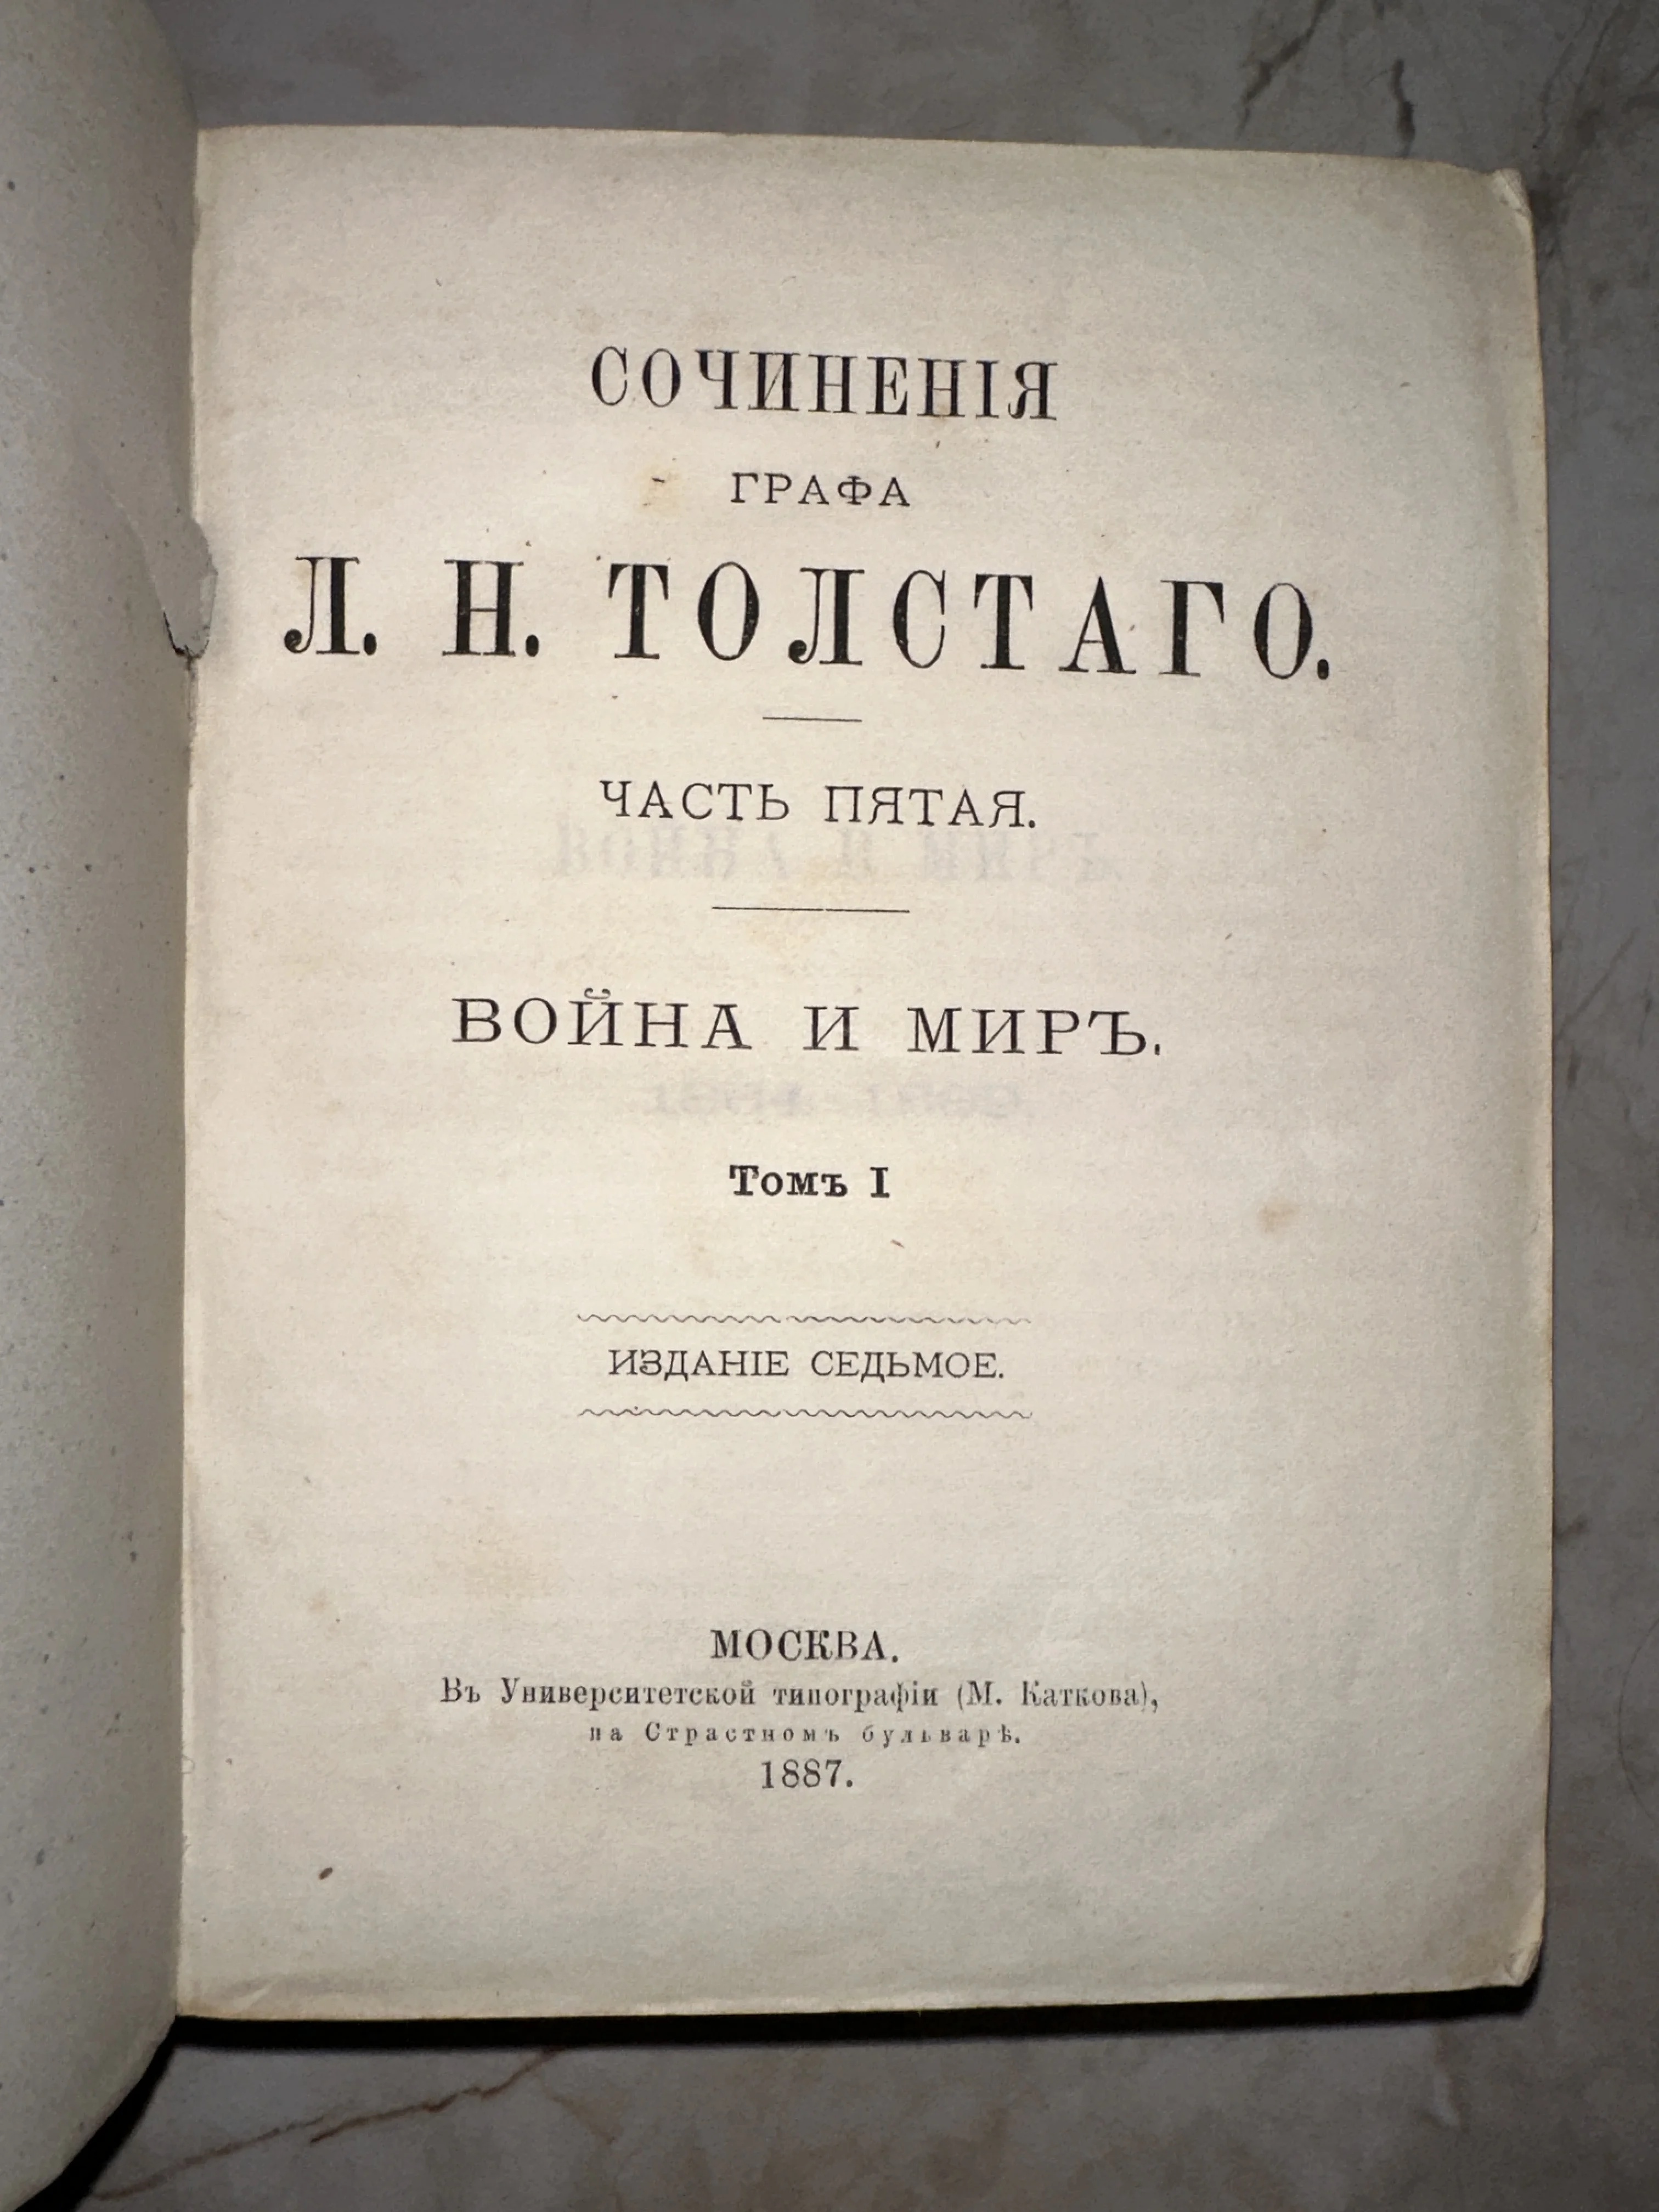 СОЧИНЕНІЯ
ГРАФА
Л. Н. ТОЛСТАГО.
ЧАСТЬ ПЯТАЯ.
ВОЙНА И МИРЪ.
Томъ I
ИЗДАНІЕ СЕДЬМОЕ.
МОСКВА.
Въ Университетской типографіи (М. Каткова),
на Страстномъ бульварѣ.
1887.